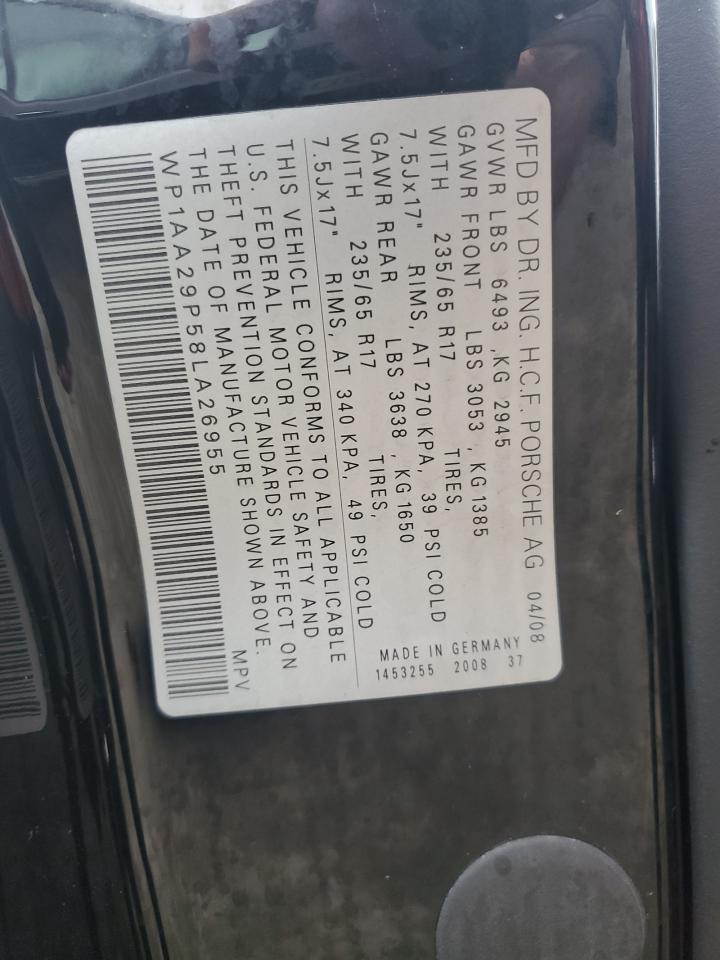 MFD BY DR. ING. H.C.F. PORSCHE AG 04/08
GVWR LBS 6493 ,KG 2945
GAWR FRONT LBS 3053 , KG 1385
WITH 235/65 R17 TIRES,
7.5Jx17" RIMS, AT 270 KPA, 39 PSI COLD
GAWR REAR LBS 3638 , KG 1650
WITH 235/65 R17 TIRES,
7.5Jx17" RIMS, AT 340 KPA, 49 PSI COLD
MADE IN GERMANY
1453255 2008 37
THIS VEHICLE CONFORMS TO ALL APPLICABLE
U.S. FEDERAL MOTOR VEHICLE SAFETY AND
THEFT PREVENTION STANDARDS IN EFFECT ON
THE DATE OF MANUFACTURE SHOWN ABOVE.
WP1AA29P58LA26955 MPV